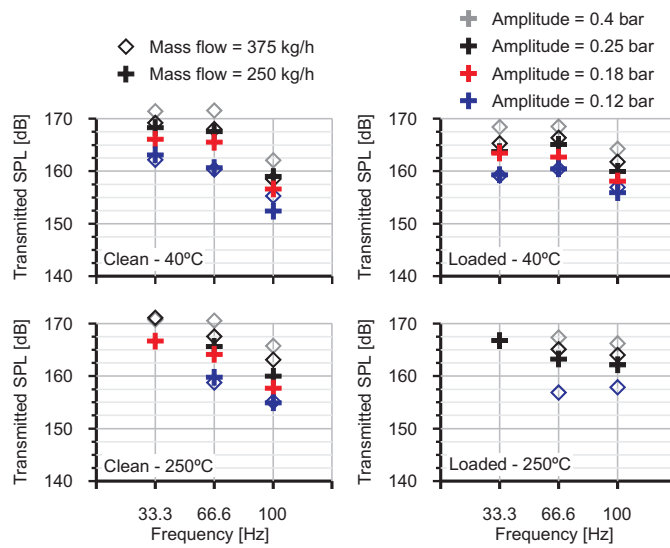 Mass flow = 375 kg/h
Mass flow = 250 kg/h
Amplitude = 0.4 bar
Amplitude = 0.25 bar
Amplitude = 0.18 bar
Amplitude = 0.12 bar
Transmitted SPL [dB]
170
160
150
140
Clean - 40ºC
Transmitted SPL [dB]
170
160
150
140
Loaded - 40ºC
Transmitted SPL [dB]
170
160
150
140
Clean - 250ºC
33.3 66.6 100
Frequency [Hz]
Transmitted SPL [dB]
170
160
150
140
Loaded - 250ºC
33.3 66.6 100
Frequency [Hz]